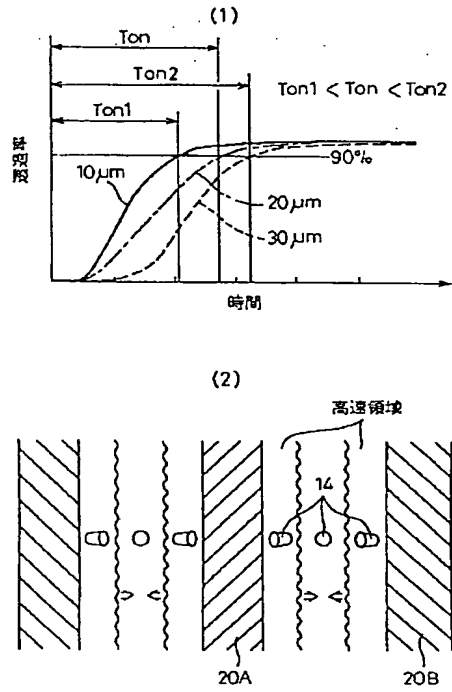 (1)
Ton
Ton2
Ton1
Ton1 < Ton < Ton2
透過率
90%
10μm
20μm
30μm
時間
(2)
高速領域
14
20A
20B